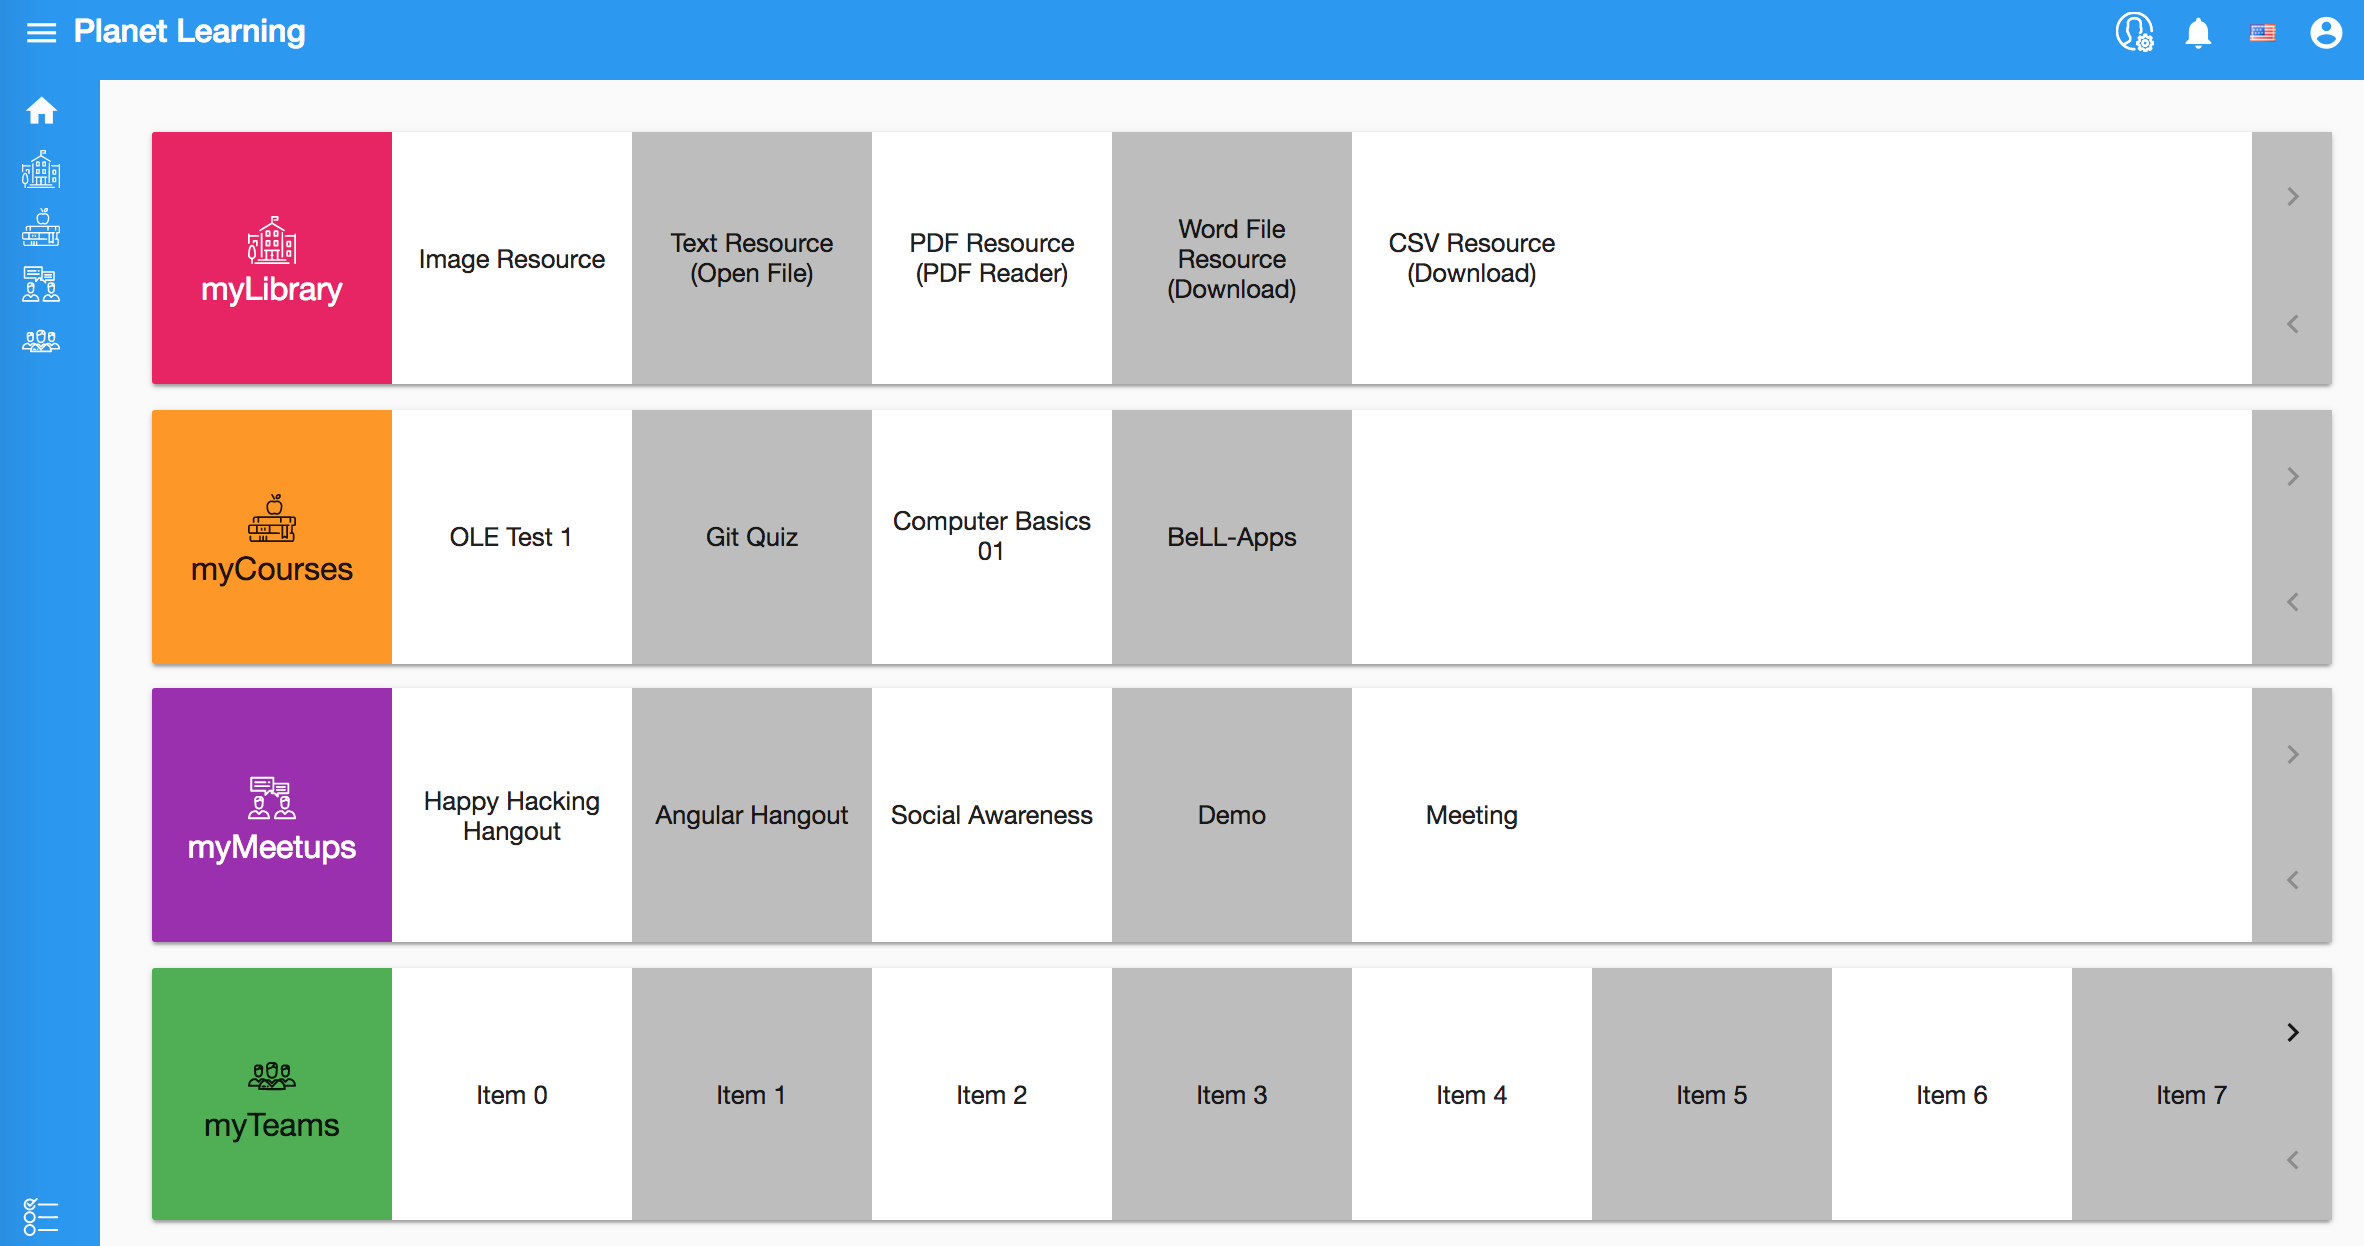 Planet Learning
myLibrary
Image Resource
Text Resource
(Open File)
PDF Resource
(PDF Reader)
Word File
Resource
(Download)
CSV Resource
(Download)
myCourses
OLE Test 1
Git Quiz
Computer Basics
01
BeLL-Apps
myMeetups
Happy Hacking
Hangout
Angular Hangout
Social Awareness
Demo
Meeting
myTeams
Item 0
Item 1
Item 2
Item 3
Item 4
Item 5
Item 6
Item 7